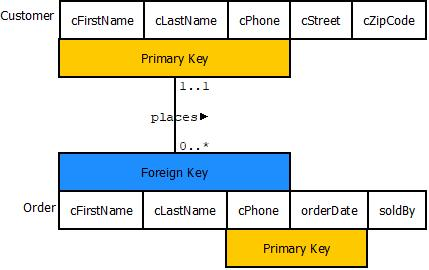 Customer cFirstName cLastName cPhone cStreet cZipCode
Primary Key
1..1
places
0..*
Foreign Key
Order cFirstName cLastName cPhone orderDate soldBy
Primary Key